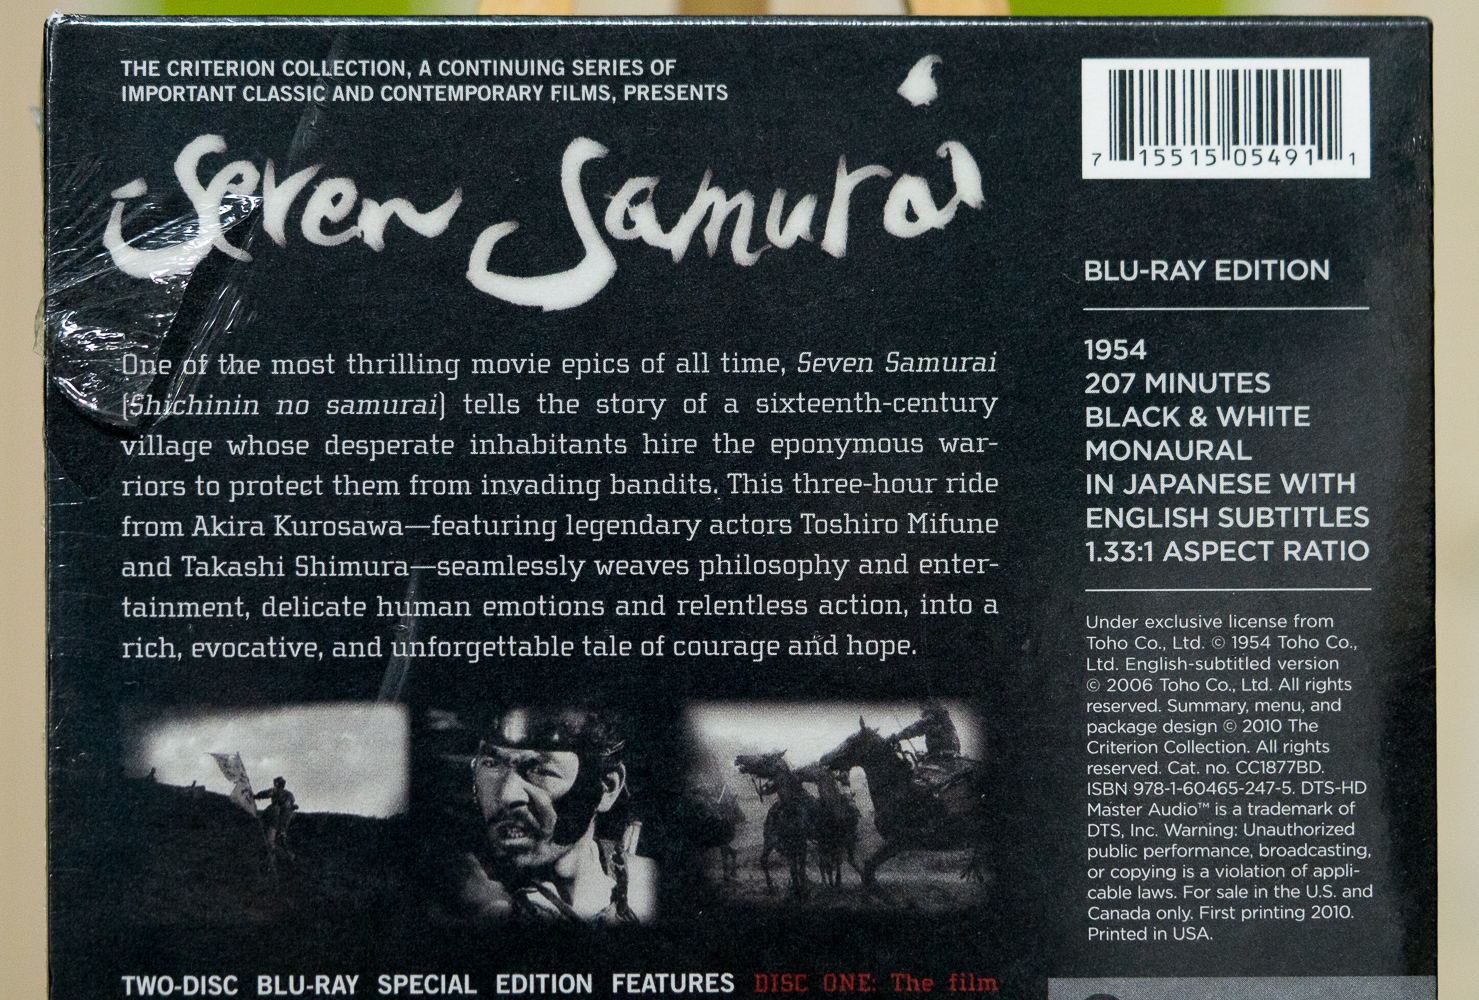 THE CRITERION COLLECTION, A CONTINUING SERIES OF
IMPORTANT CLASSIC AND CONTEMPORARY FILMS, PRESENTS
Seven Samurai
One of the most thrilling movie epics of all time, Seven Samurai
(Shichinin no samurai) tells the story of a sixteenth-century
village whose desperate inhabitants hire the eponymous war-
riors to protect them from invading bandits. This three-hour ride
from Akira Kurosawa—featuring legendary actors Toshiro Mifune
and Takashi Shimura—seamlessly weaves philosophy and enter-
tainment, delicate human emotions and relentless action, into a
rich, evocative, and unforgettable tale of courage and hope.
TWO-DISC BLU-RAY SPECIAL EDITION FEATURES DISC ONE: The film
7 15515 05491 1
BLU-RAY EDITION
1954
207 MINUTES
BLACK & WHITE
MONAURAL
IN JAPANESE WITH
ENGLISH SUBTITLES
1.33:1 ASPECT RATIO
Under exclusive license from
Toho Co., Ltd. © 1954 Toho Co.,
Ltd. English-subtitled version
© 2006 Toho Co., Ltd. All rights
reserved. Summary, menu, and
package design © 2010 The
Criterion Collection. All rights
reserved. Cat. no. CC1877BD.
ISBN 978-1-60465-247-5. DTS-HD
Master Audio™ is a trademark of
DTS, Inc. Warning: Unauthorized
public performance, broadcasting,
or copying is a violation of appli-
cable laws. For sale in the U.S. and
Canada only. First printing 2010.
Printed in USA.